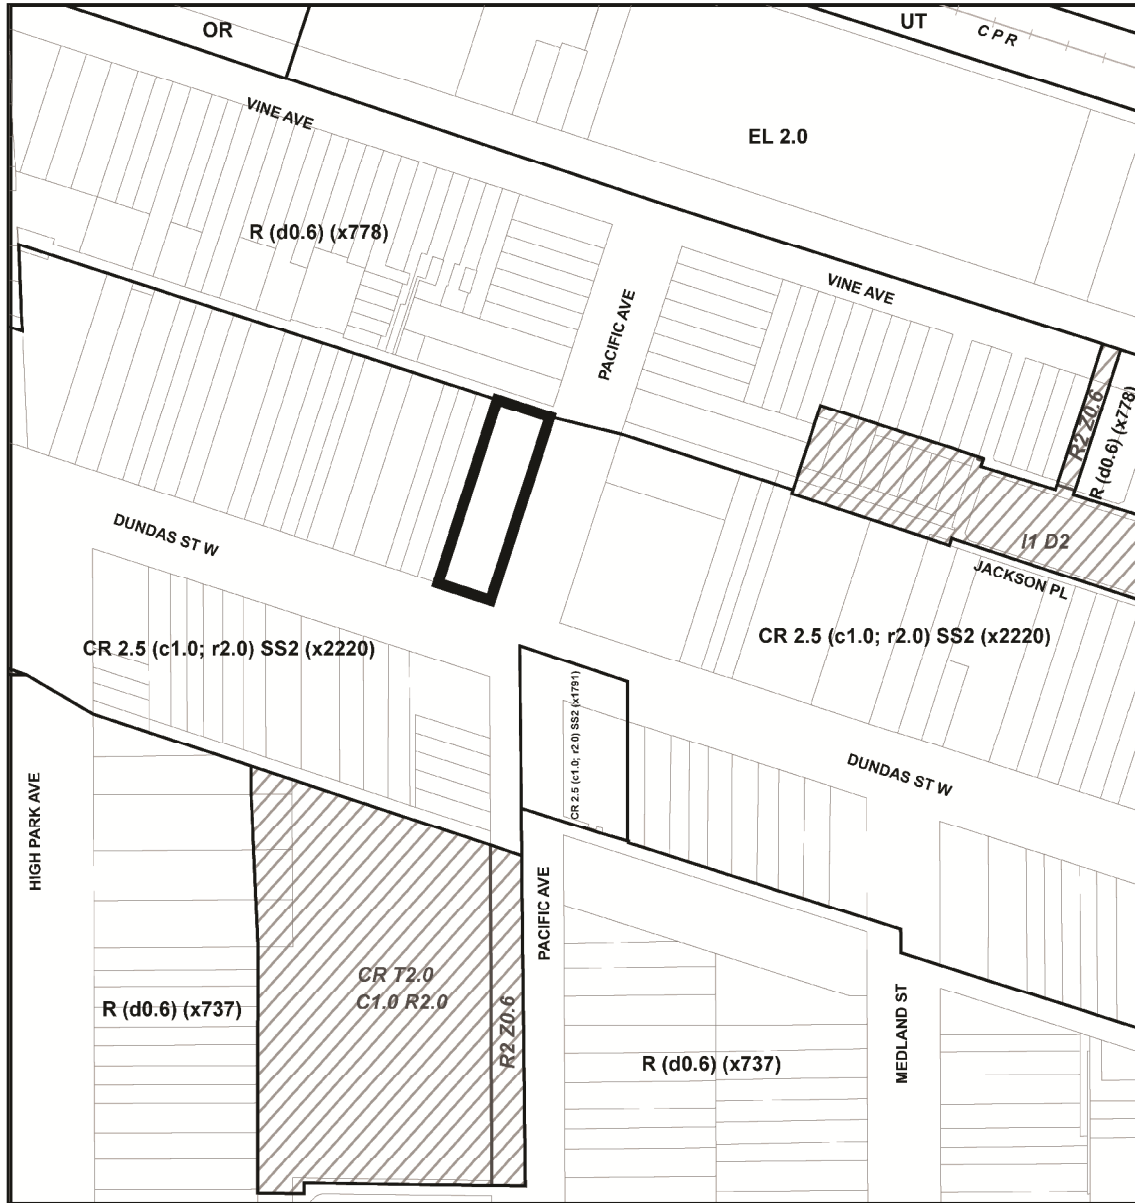 OR
UT
CPR
VINE AVE
EL 2.0
R (d0.6) (x778)
VINE AVE
PACIFIC AVE
R2 Z0.6
R (d0.6) (x778)
DUNDAS ST W
I1 D2
JACKSON PL
CR 2.5 (c1.0; r2.0) SS2 (x2220)
CR 2.5 (c1.0; r2.0) SS2 (x2220)
CR 2.5 (c1.0; r2.0) SS2 (x1791)
DUNDAS ST W
HIGH PARK AVE
PACIFIC AVE
CR T2.0
C1.0 R2.0
R (d0.6) (x737)
R2 Z0.6
MEDLAND ST
R (d0.6) (x737)